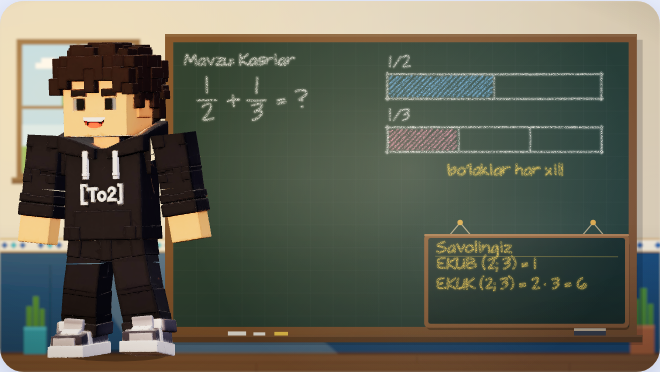 Mavzu: Kasrlar
1/2 + 1/3 = ?
1/2
1/3
bo'laklar har xil!
[To2]
Savolingiz
EKUB (2; 3) = 1
EKUK (2; 3) = 2 · 3 = 6